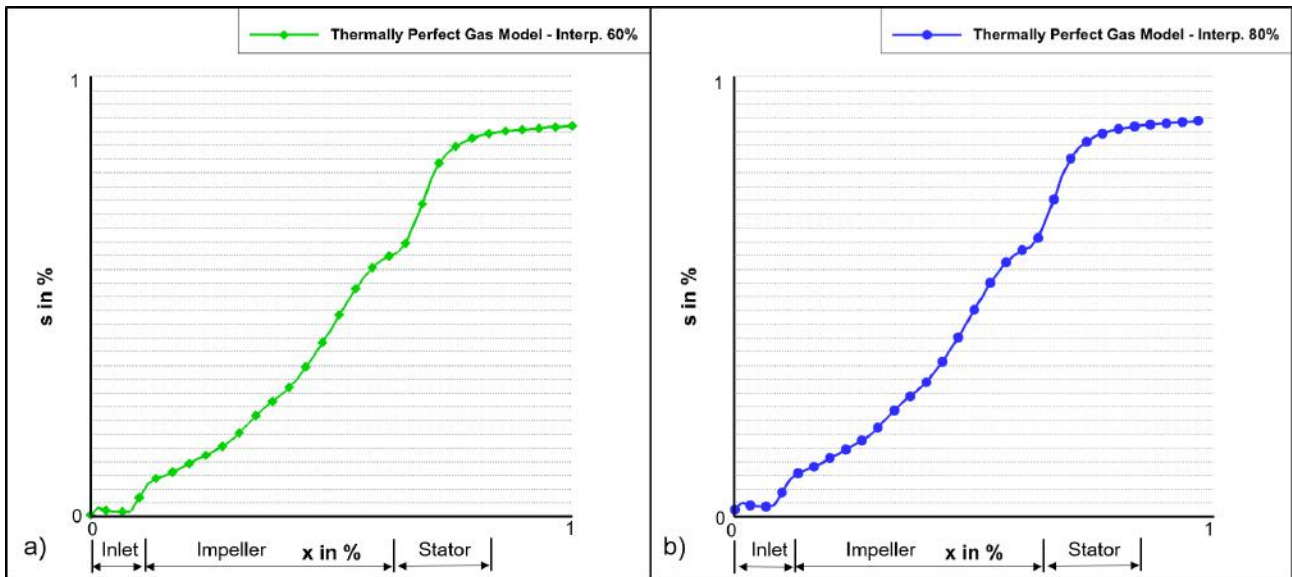 Thermally Perfect Gas Model - Interp. 60%
1
s in %
0
0
1
a)
Inlet
Impeller
x in %
Stator
Thermally Perfect Gas Model - Interp. 80%
1
s in %
0
0
1
b)
Inlet
Impeller
x in %
Stator